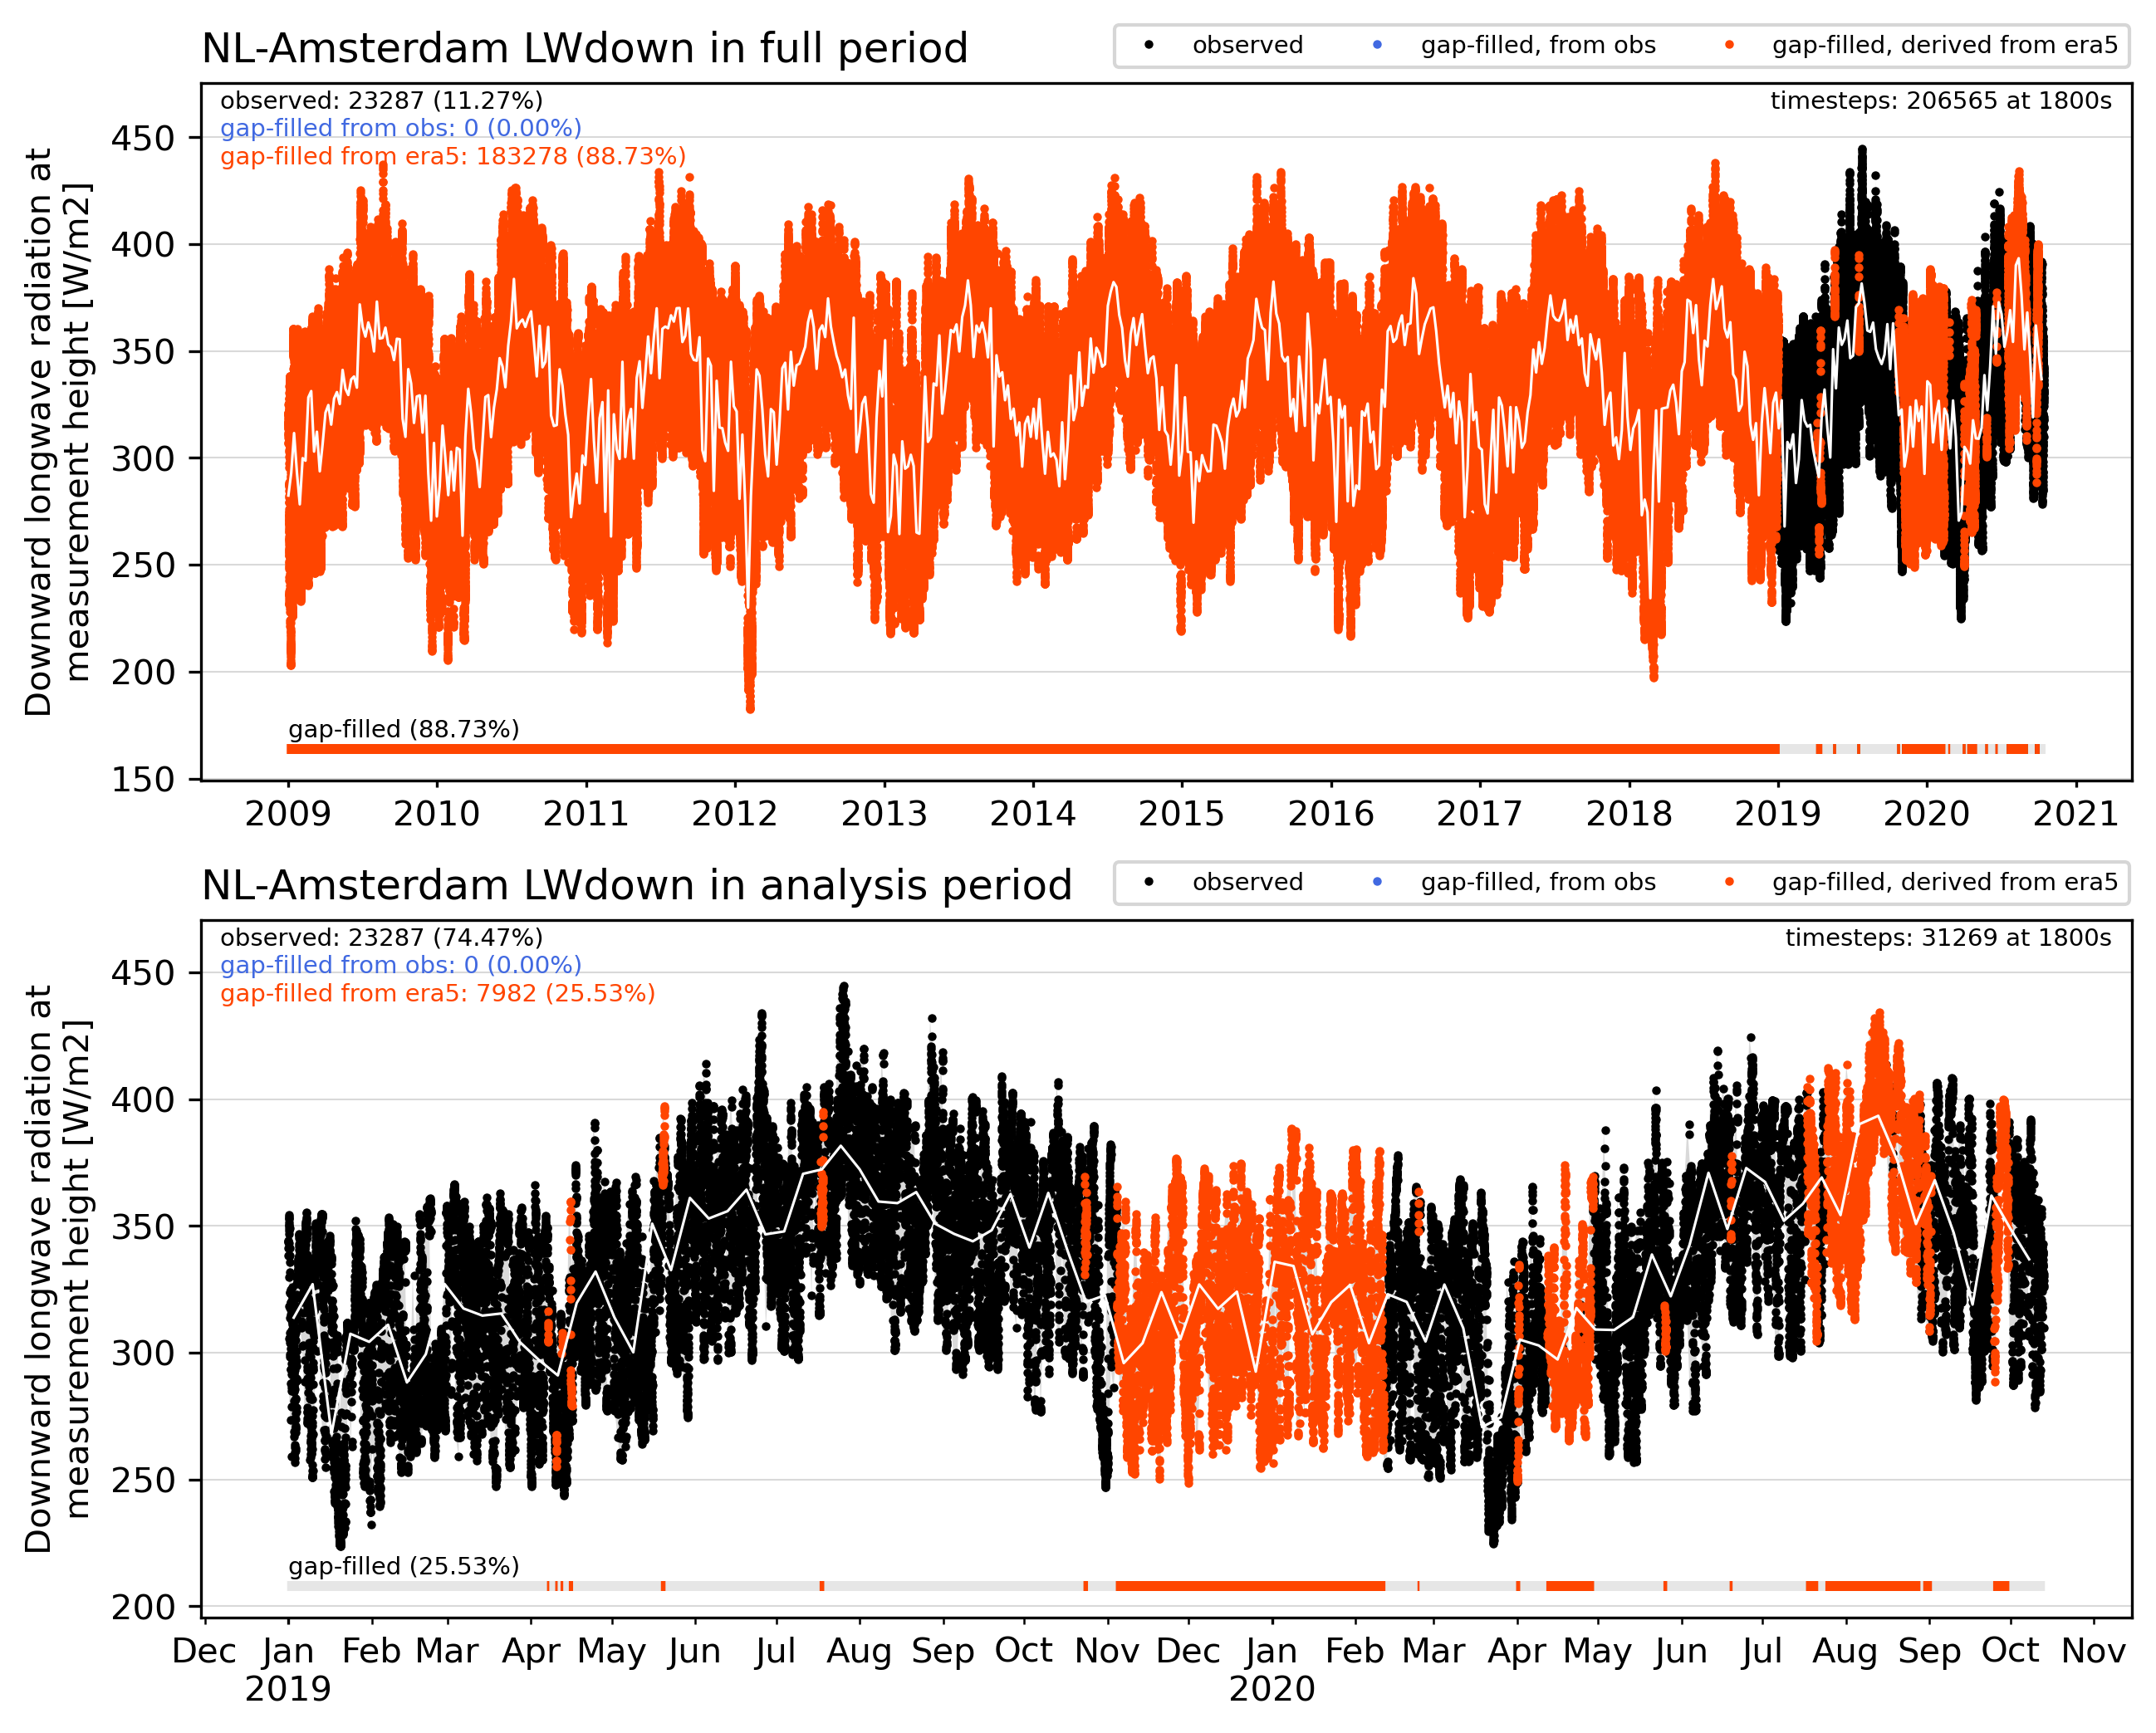 NL-Amsterdam LWdown in full period
observed
gap-filled, from obs
gap-filled, derived from era5
observed: 23287 (11.27%)
gap-filled from obs: 0 (0.00%)
gap-filled from era5: 183278 (88.73%)
timesteps: 206565 at 1800s
Downward longwave radiation at
measurement height [W/m2]
450
400
350
300
250
200
150
gap-filled (88.73%)
2009 2010 2011 2012 2013 2014 2015 2016 2017 2018 2019 2020 2021
NL-Amsterdam LWdown in analysis period
observed
gap-filled, from obs
gap-filled, derived from era5
observed: 23287 (74.47%)
gap-filled from obs: 0 (0.00%)
gap-filled from era5: 7982 (25.53%)
timesteps: 31269 at 1800s
Downward longwave radiation at
measurement height [W/m2]
450
400
350
300
250
200
gap-filled (25.53%)
Dec Jan Feb Mar Apr May Jun Jul Aug Sep Oct Nov Dec Jan Feb Mar Apr May Jun Jul Aug Sep Oct Nov
2019 2020